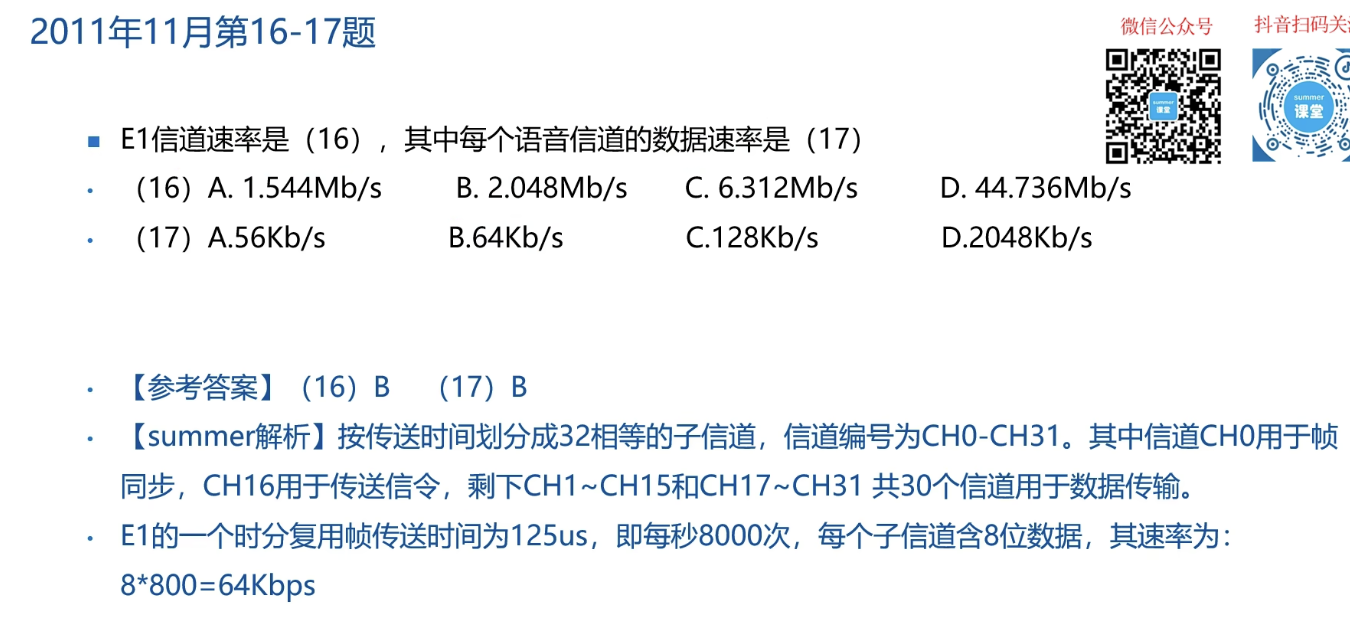 2011年11月第16-17题
微信公众号
抖音扫码关注
summer
课堂
summer
课堂
E1信道速率是（16），其中每个语音信道的数据速率是（17）
（16）A. 1.544Mb/s B. 2.048Mb/s C. 6.312Mb/s D. 44.736Mb/s
（17）A.56Kb/s B.64Kb/s C.128Kb/s D.2048Kb/s
【参考答案】（16）B （17）B
【summer解析】按传送时间划分成32相等的子信道，信道编号为CH0-CH31。其中信道CH0用于帧
同步，CH16用于传送信令，剩下CH1~CH15和CH17~CH31 共30个信道用于数据传输。
E1的一个时分复用帧传送时间为125us，即每秒8000次，每个子信道含8位数据，其速率为：
8*800=64Kbps